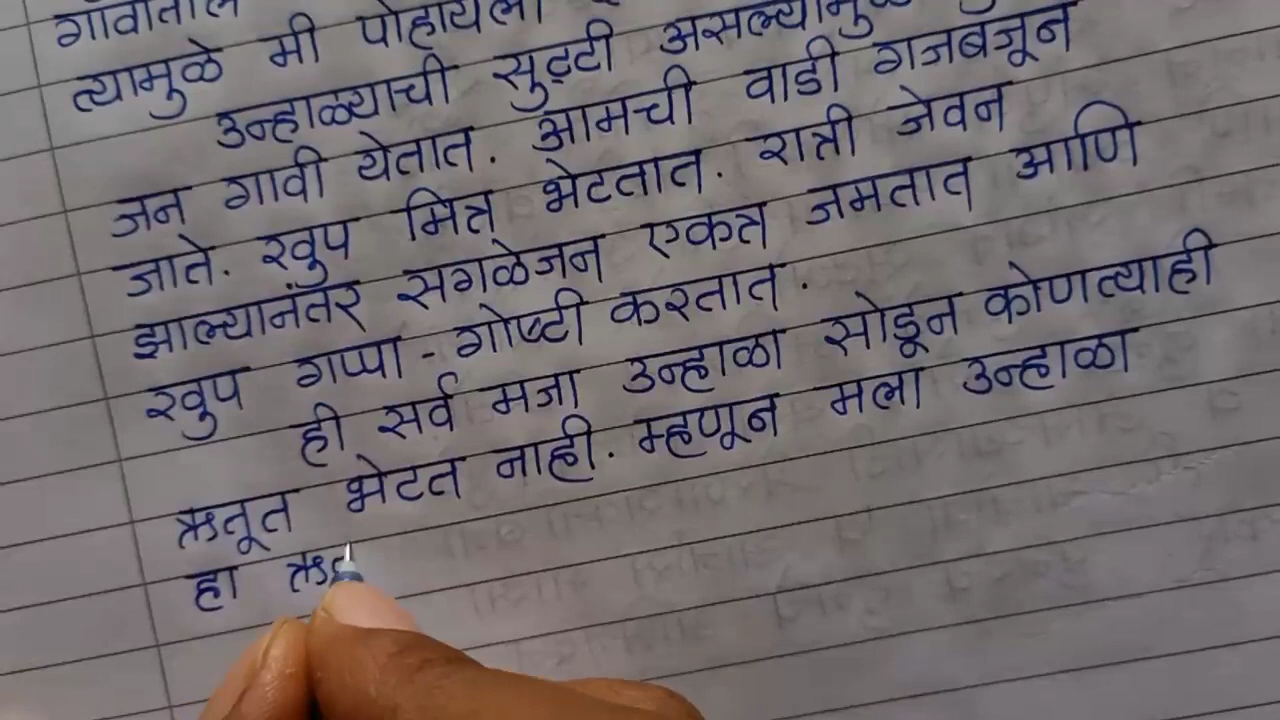 गावातील
त्यामुळे मी पोहायला
उन्हाळ्याची सुट्टी असल्यामुळे
जन गावी येतात. आमची वाडी गजबजून
जाते. खुप मित्र भेटतात. रात्री जेवन
झाल्यानंतर सगळेजन एकत्र जमतात आणि
खुप गप्पा - गोष्टी करतात.
ही सर्व मजा उन्हाळा सोडून कोणत्याही
ऋतूत भेटत नाही. म्हणून मला उन्हाळा
हा